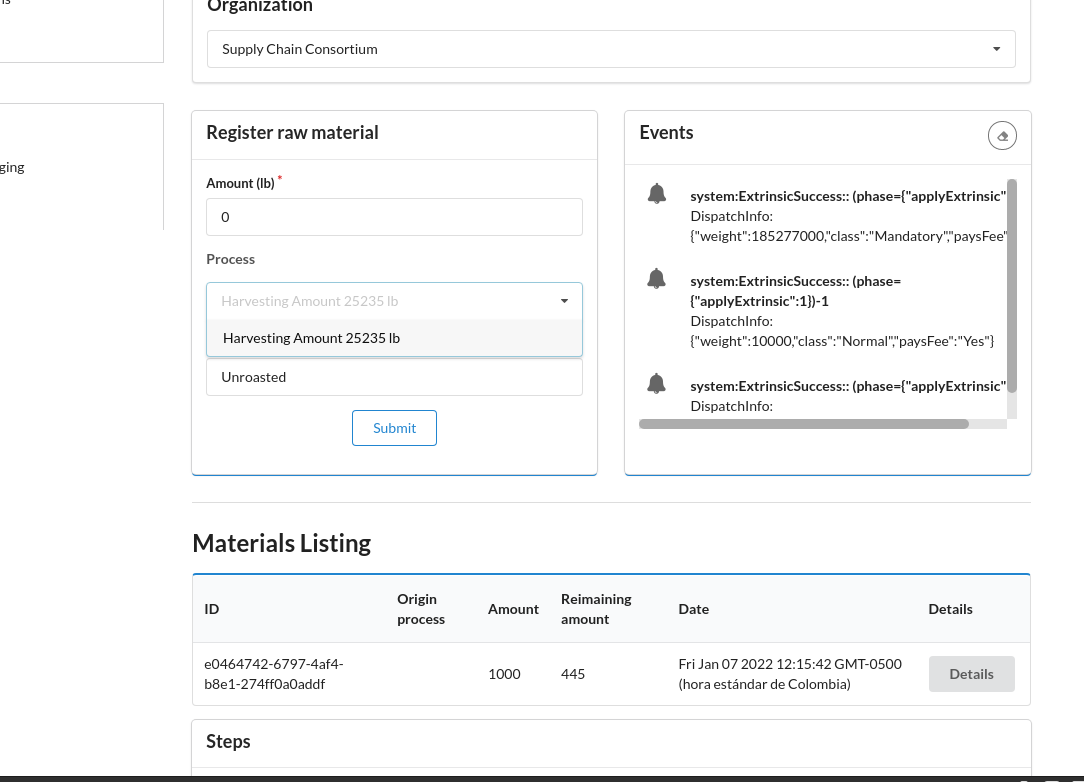 ns
Organization
Supply Chain Consortium
ging
Register raw material
Amount (lb) *
0
Process
Harvesting Amount 25235 lb
Harvesting Amount 25235 lb
Unroasted
Submit
Events
system:ExtrinsicSuccess:: (phase={"applyExtrinsic"
DispatchInfo:
{"weight":185277000,"class":"Mandatory","paysFee"
system:ExtrinsicSuccess:: (phase=
{"applyExtrinsic":1})-1
DispatchInfo:
{"weight":10000,"class":"Normal","paysFee":"Yes"}
system:ExtrinsicSuccess:: (phase={"applyExtrinsic"
DispatchInfo:
Materials Listing
ID
Origin
process
Amount
Reimaining
amount
Date
Details
e0464742-6797-4af4-
b8e1-274ff0a0addf
1000
445
Fri Jan 07 2022 12:15:42 GMT-0500
(hora estándar de Colombia)
Details
Steps